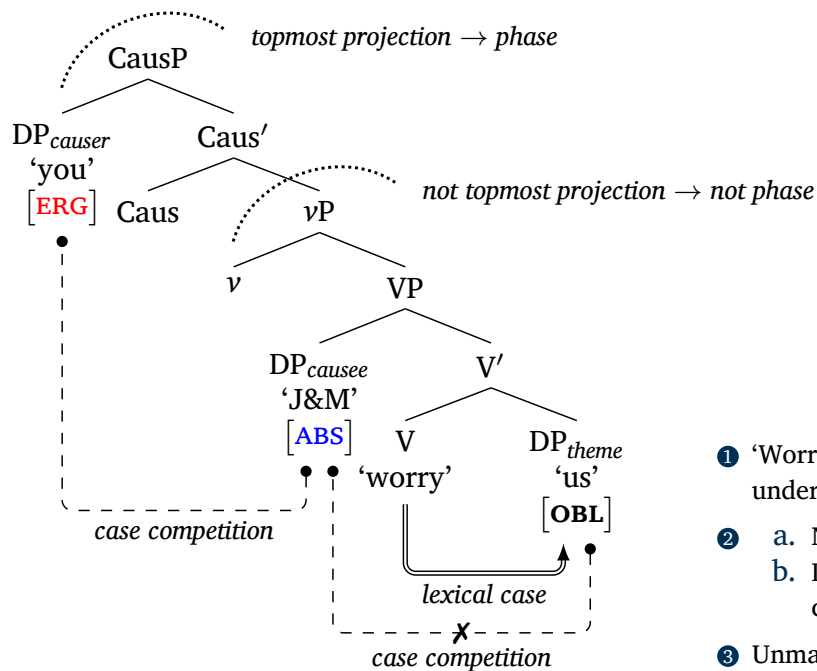 topmost projection → phase
CausP
DP_causer Caus′
‘you’
[ERG] Caus vP
not topmost projection → not phase
v VP
DP_causee V′
‘J&M’
[ABS] V DP_theme
‘worry’ ‘us’
[OBL]
case competition
lexical case
✗
case competition
❶ ‘Worr
under
❷ a.
b.
❸ Unma